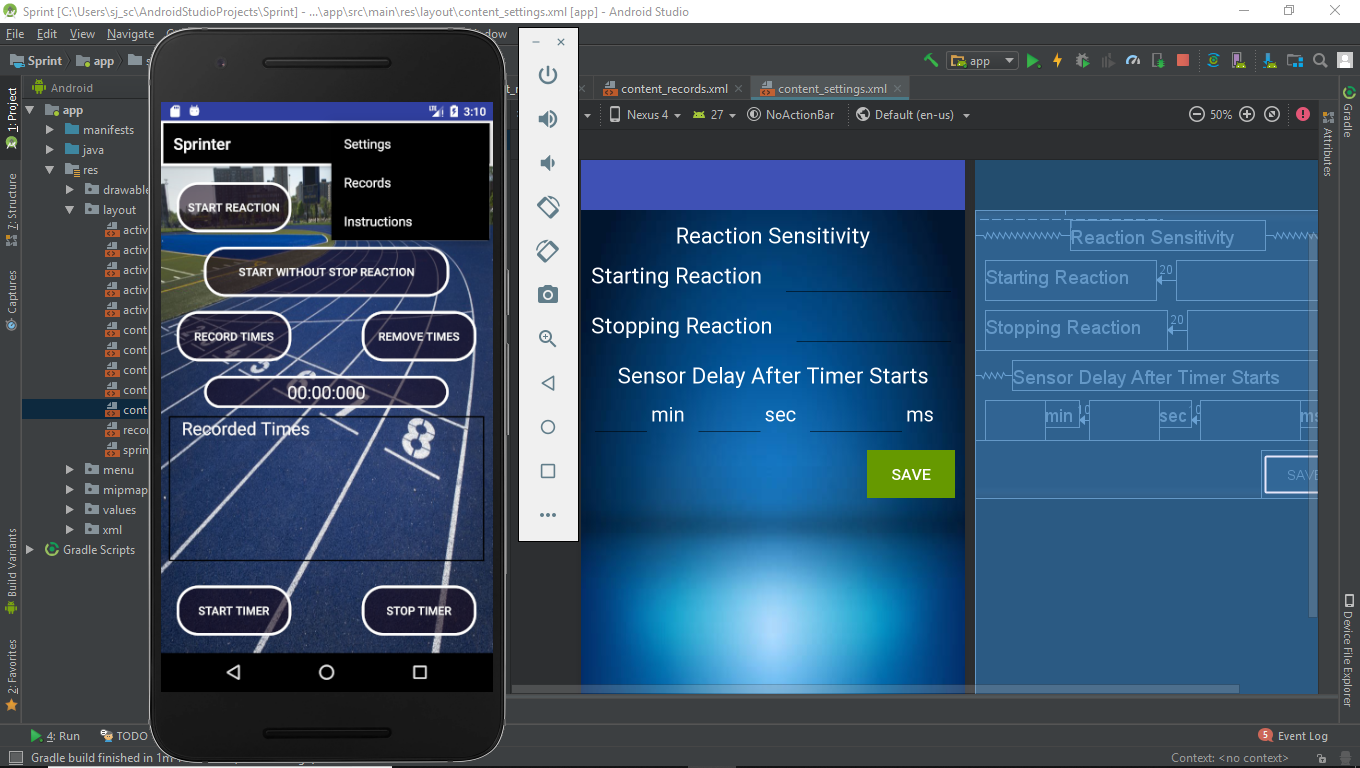 Sprint [C:\Users\sj_sc\AndroidStudioProjects\Sprint] - ...\app\src\main\res\layout\content_settings.xml [app] - Android Studio
File Edit View Navigate
Sprint app
app
Android
content_records.xml content_settings.xml
Nexus 4 27 NoActionBar Default (en-us) 50%
1: Project
7: Structure
Captures
Build Variants
2: Favorites
app
manifests
java
res
drawable
layout
activ
activ
activ
activ
activ
cont
cont
cont
cont
cont
recor
sprin
menu
mipmap
values
xml
Gradle Scripts
3:10
Sprinter
Settings
Records
Instructions
START REACTION
START WITHOUT STOP REACTION
RECORD TIMES REMOVE TIMES
00:00:000
Recorded Times
8
START TIMER STOP TIMER
Reaction Sensitivity
Starting Reaction
Stopping Reaction
Sensor Delay After Timer Starts
min sec ms
SAVE
Reaction Sensitivity
Starting Reaction 20
Stopping Reaction 20
Sensor Delay After Timer Starts
min sec ms
SAVE
Gradle
Attributes
Device File Explorer
4: Run TODO
5 Event Log
Gradle build finished in 1m
Context: <no context>